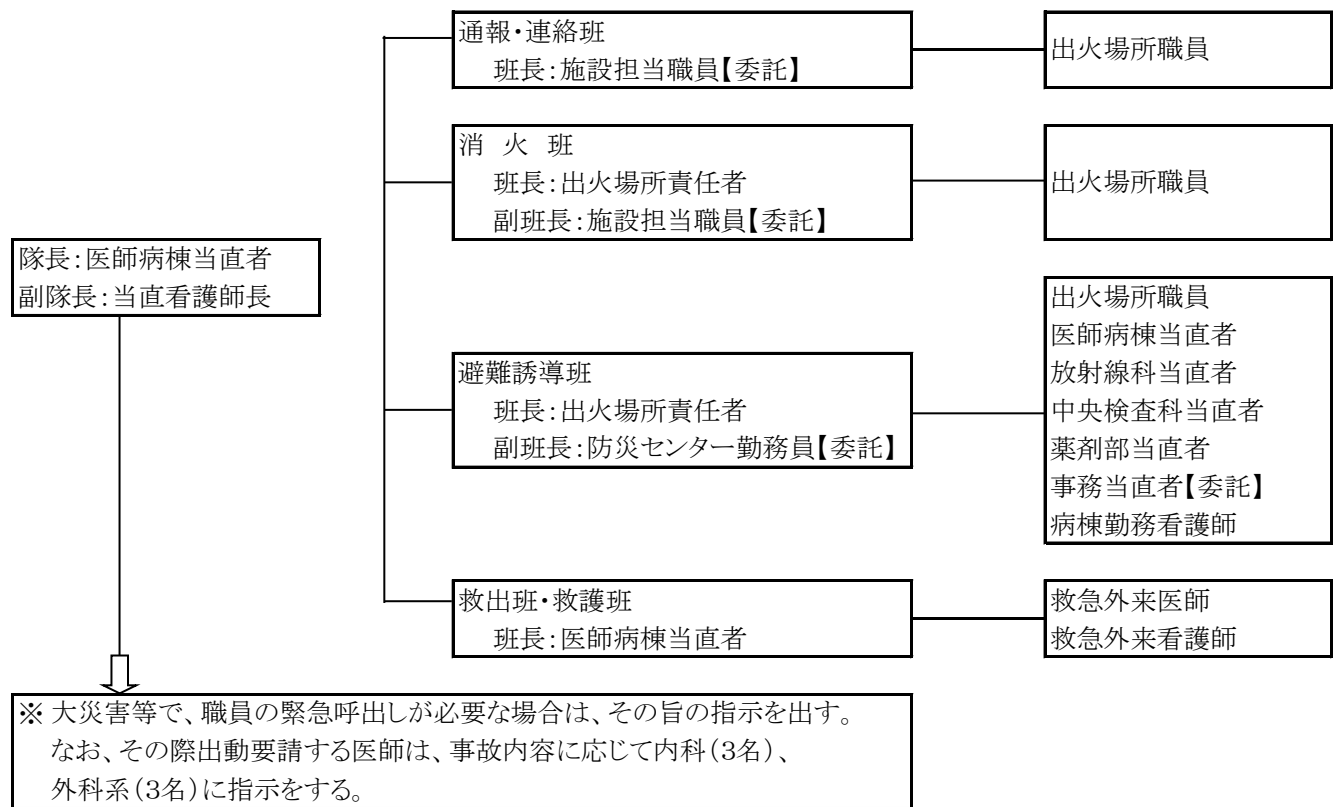 通報・連絡班
班長:施設担当職員【委託】
出火場所職員
消 火 班
班長:出火場所責任者
副班長:施設担当職員【委託】
出火場所職員
隊長:医師病棟当直者
副隊長:当直看護師長
避難誘導班
班長:出火場所責任者
副班長:防災センター勤務員【委託】
出火場所職員
医師病棟当直者
放射線科当直者
中央検査科当直者
薬剤部当直者
事務当直者【委託】
病棟勤務看護師
救出班・救護班
班長:医師病棟当直者
救急外来医師
救急外来看護師
※ 大災害等で、職員の緊急呼出しが必要な場合は、その旨の指示を出す。
なお、その際出動要請する医師は、事故内容に応じて内科(3名)、
外科系(3名)に指示をする。